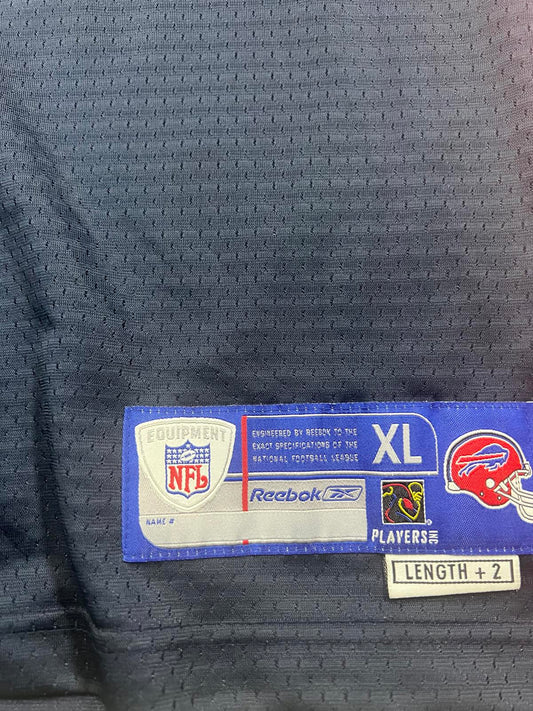 EQUIPMENT
NFL
ENGINEERED BY REEBOK TO THE
EXACT SPECIFICATIONS OF THE
NATIONAL FOOTBALL LEAGUE
XL
Reebok
NAME #
PLAYERS INC
LENGTH + 2